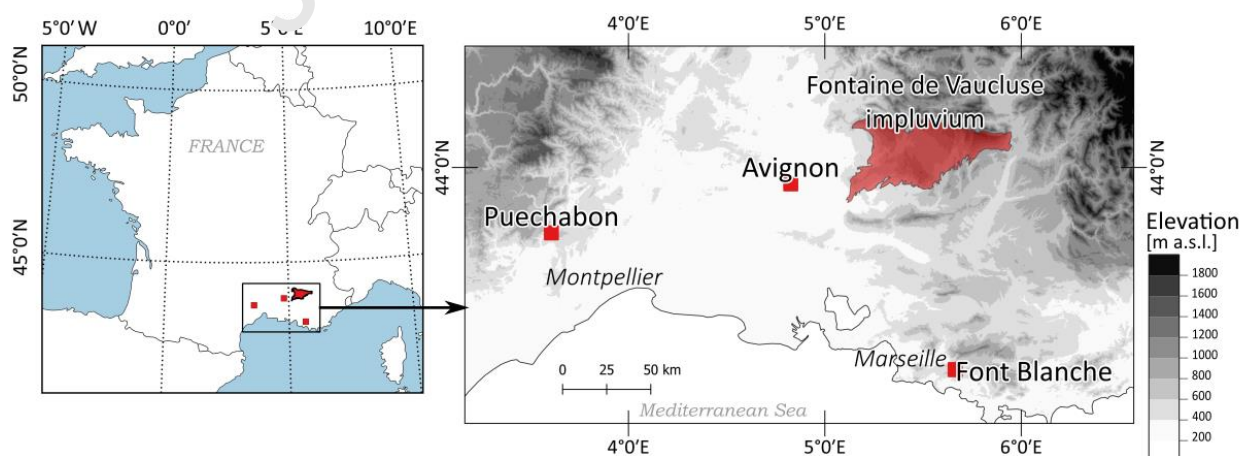 5°0'W 0°0' 5°0'E 10°0'E
50°N
45°0'N
FRANCE
4°0'E 5°0'E 6°0'E
44°0'N
44°0'N
Fontaine de Vaucluse
impluvium
Avignon
Puechabon
Montpellier
Marseille
Font Blanche
0 25 50 km
Mediterranean Sea
4°0'E 5°0'E 6°0'E
Elevation
[m a.s.l.]
1800
1600
1400
1200
1000
800
600
400
200